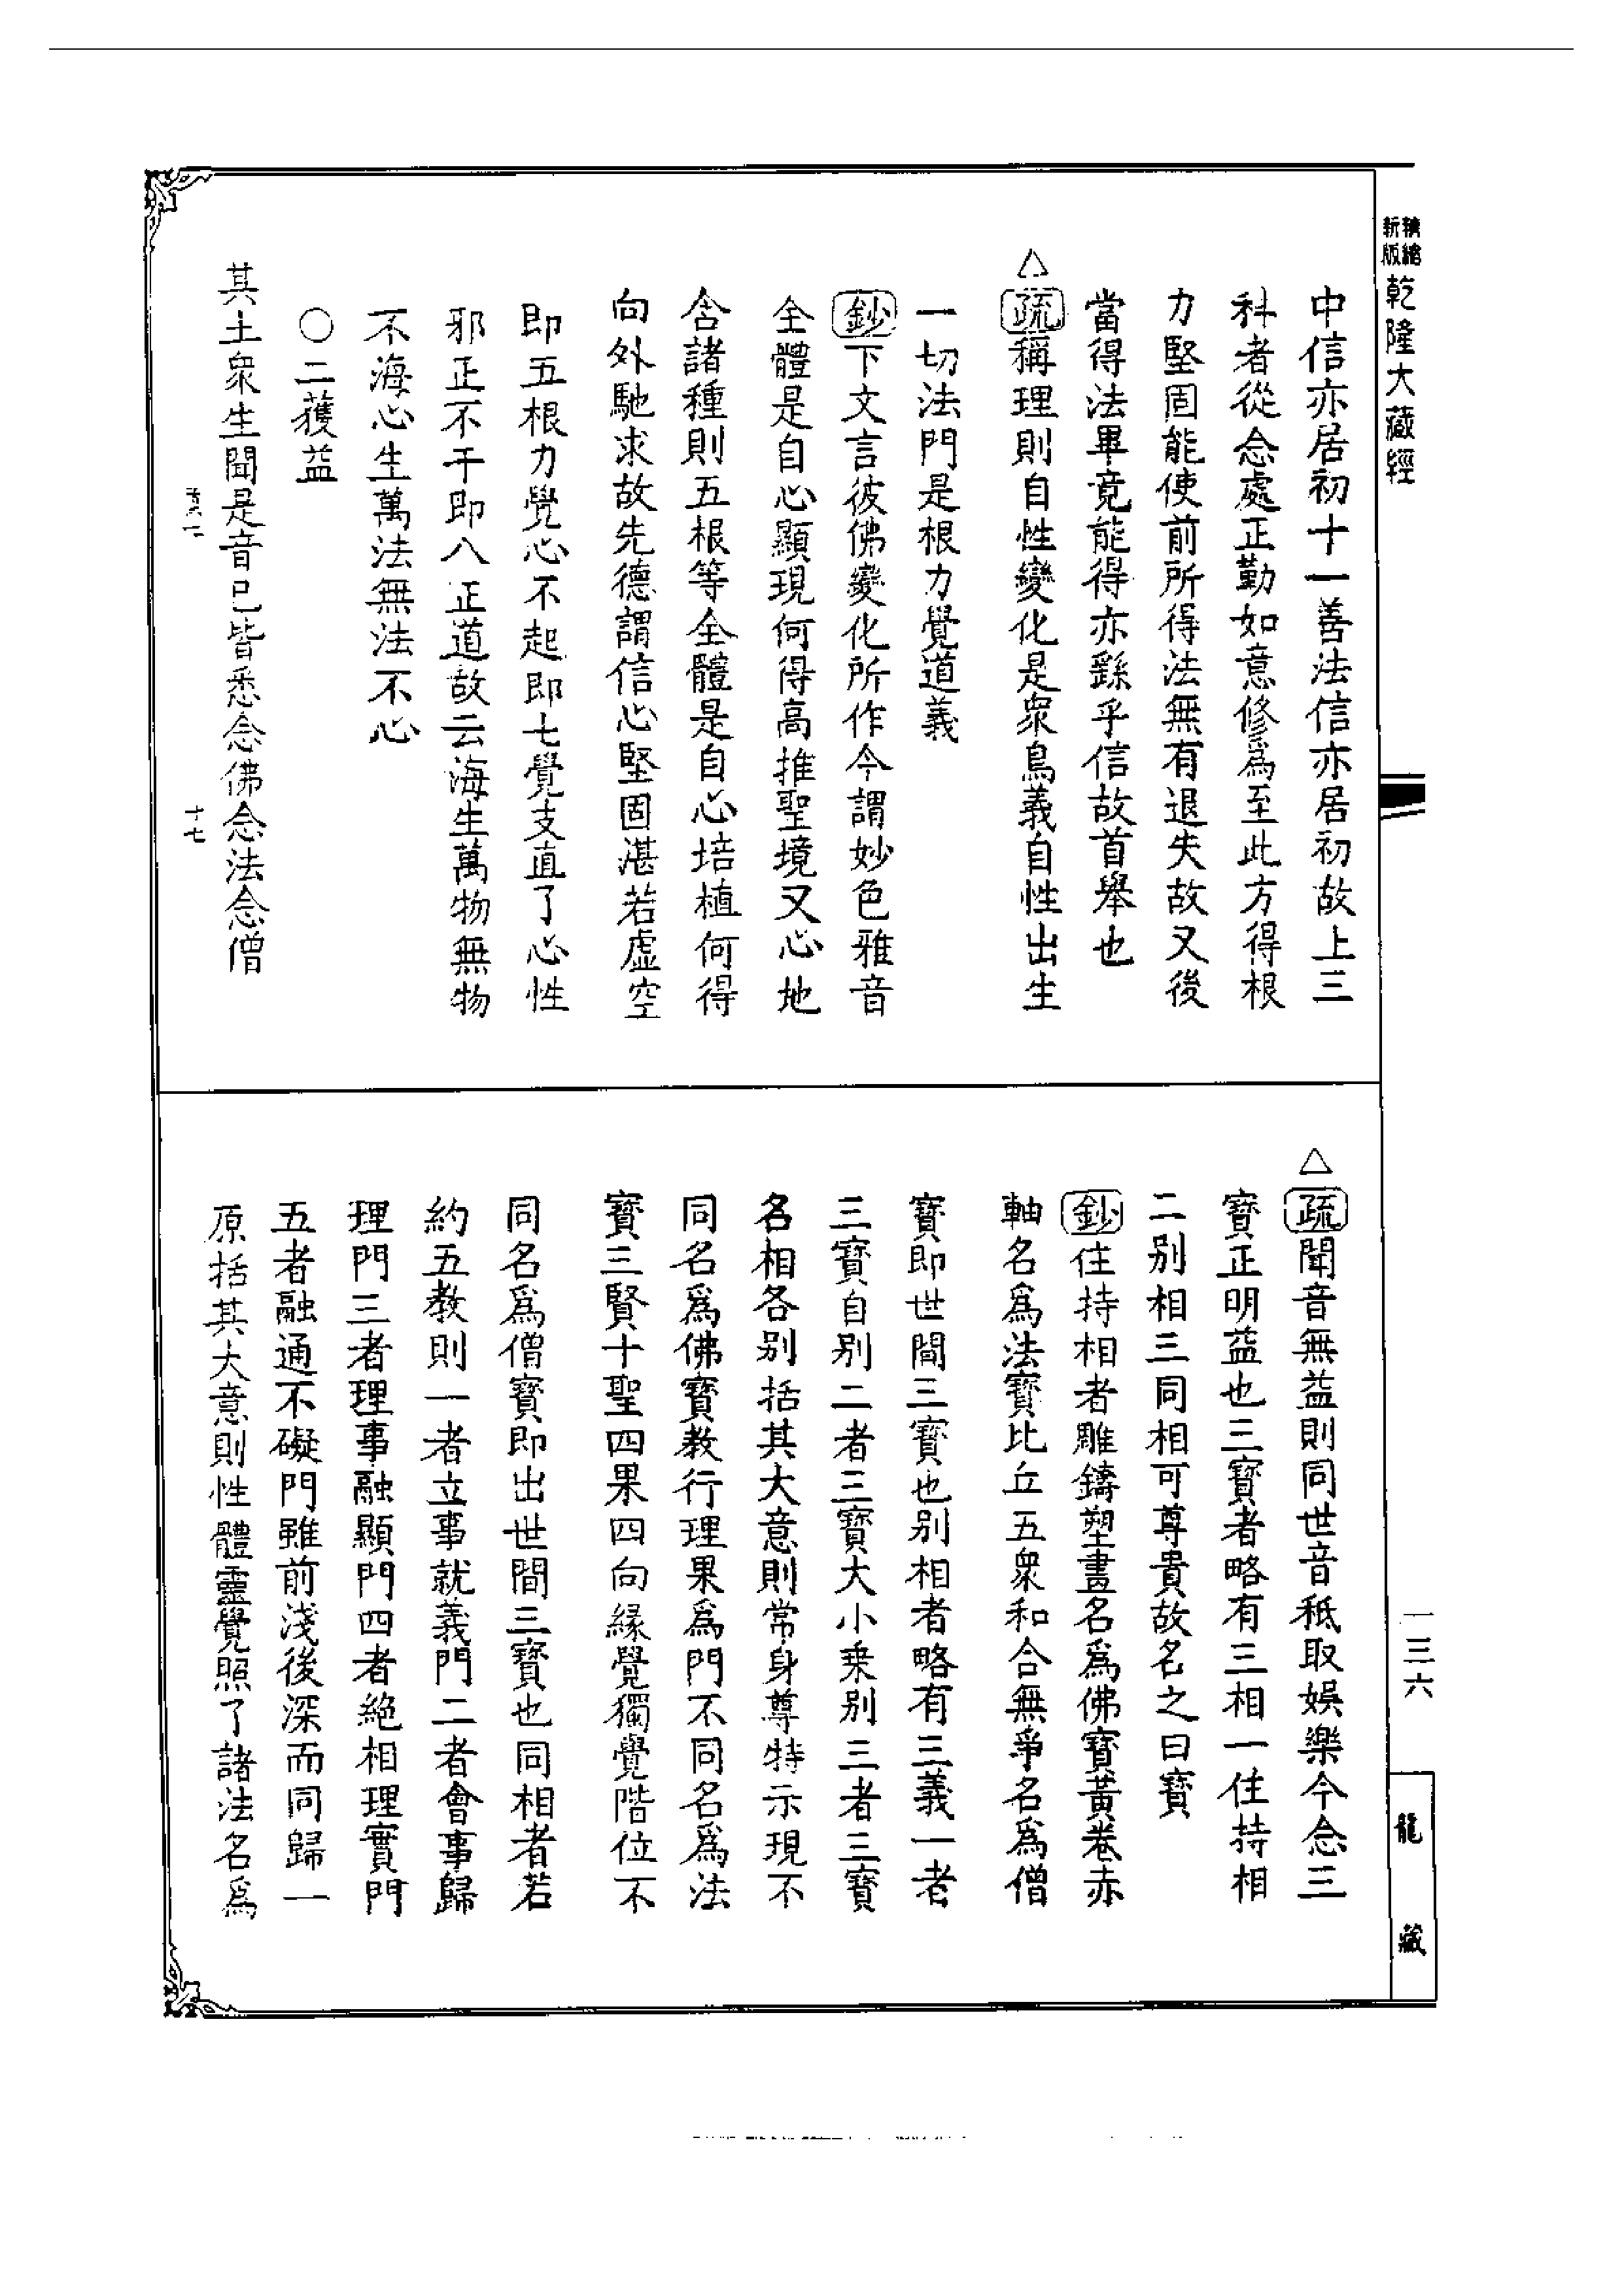 新版精縮
乾隆大藏經
中信亦居初十一善法信亦居初故上三
科者從念處正勤如意修為至此方得根
力堅固能使前所得法無有退失故又後
當得法畢竟能得亦繇乎信故首舉也
△疏稱理則自性變化是眾鳥義自性出生
一切法門是根力覺道義
鈔下文言彼佛變化所作今謂妙色雅音
全體是自心顯現何得高推聖境又心地
含諸種則五根等全體是自心培植何得
向外馳求故先德謂信心堅固湛若虛空
即五根力覺心不起即七覺支直了心性
邪正不干即八正道故云海生萬物無物
不海心生萬法無法不心
○二獲益
其土眾生聞是音已皆悉念佛念法念僧
十七
△疏聞音無益則同世音秖取娛樂今念三
寶正明益也三寶者略有三相一住持相
二別相三同相可尊貴故名之曰寶
鈔住持相者雕鑄塑畫名為佛寶黃卷赤
軸名為法寶比丘五眾和合無爭名為僧
寶即世間三寶也別相者略有三義一者
三寶自別二者三寶大小乘別三者三寶
名相各別括其大意則常身尊特示現不
同名為佛寶教行理果為門不同名為法
寶三賢十聖四果四向緣覺獨覺階位不
同名為僧寶即出世間三寶也同相者若
約五教則一者立事就義門二者會事歸
理門三者理事融顯門四者絕相理實門
五者融通不礙門雖前淺後深而同歸一
原括其大意則性體靈覺照了諸法名為
一三六
龍藏